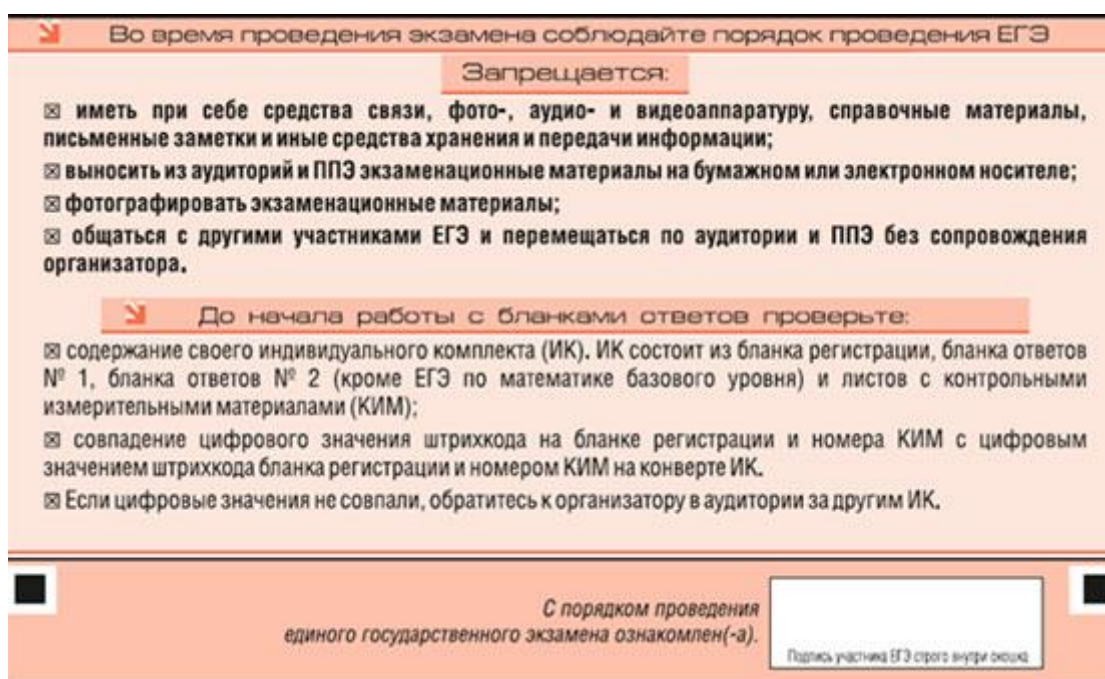 Во время проведения экзамена соблюдайте порядок проведения ЕГЭ
Запрещается:
☒ иметь при себе средства связи, фото-, аудио- и видеоаппаратуру, справочные материалы,
письменные заметки и иные средства хранения и передачи информации;
☒ выносить из аудиторий и ППЭ экзаменационные материалы на бумажном или электронном носителе;
☒ фотографировать экзаменационные материалы;
☒ общаться с другими участниками ЕГЭ и перемещаться по аудитории и ППЭ без сопровождения
организатора.
До начала работы с бланками ответов проверьте:
☒ содержание своего индивидуального комплекта (ИК). ИК состоит из бланка регистрации, бланка ответов
№ 1, бланка ответов № 2 (кроме ЕГЭ по математике базового уровня) и листов с контрольными
измерительными материалами (КИМ);
☒ совпадение цифрового значения штрихкода на бланке регистрации и номера КИМ с цифровым
значением штрихкода бланка регистрации и номером КИМ на конверте ИК.
☒ Если цифровые значения не совпали, обратитесь к организатору в аудитории за другим ИК.
С порядком проведения
единого государственного экзамена ознакомлен(-а).
Подпись участника ЕГЭ строго внутри окошка